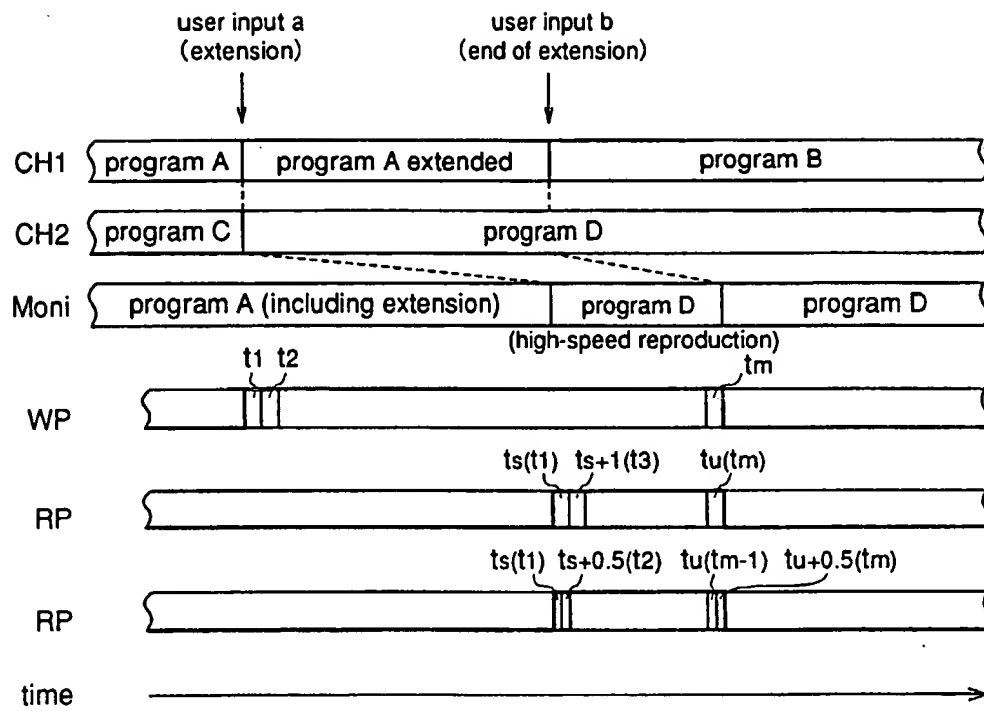 user input a
(extension)
user input b
(end of extension)
CH1 program A program A extended program B
CH2 program C program D
Moni program A (including extension) program D program D
(high-speed reproduction)
t1 t2 tm
WP
ts(t1) ts+1(t3) tu(tm)
RP
ts(t1) ts+0.5(t2) tu(tm-1) tu+0.5(tm)
RP
time